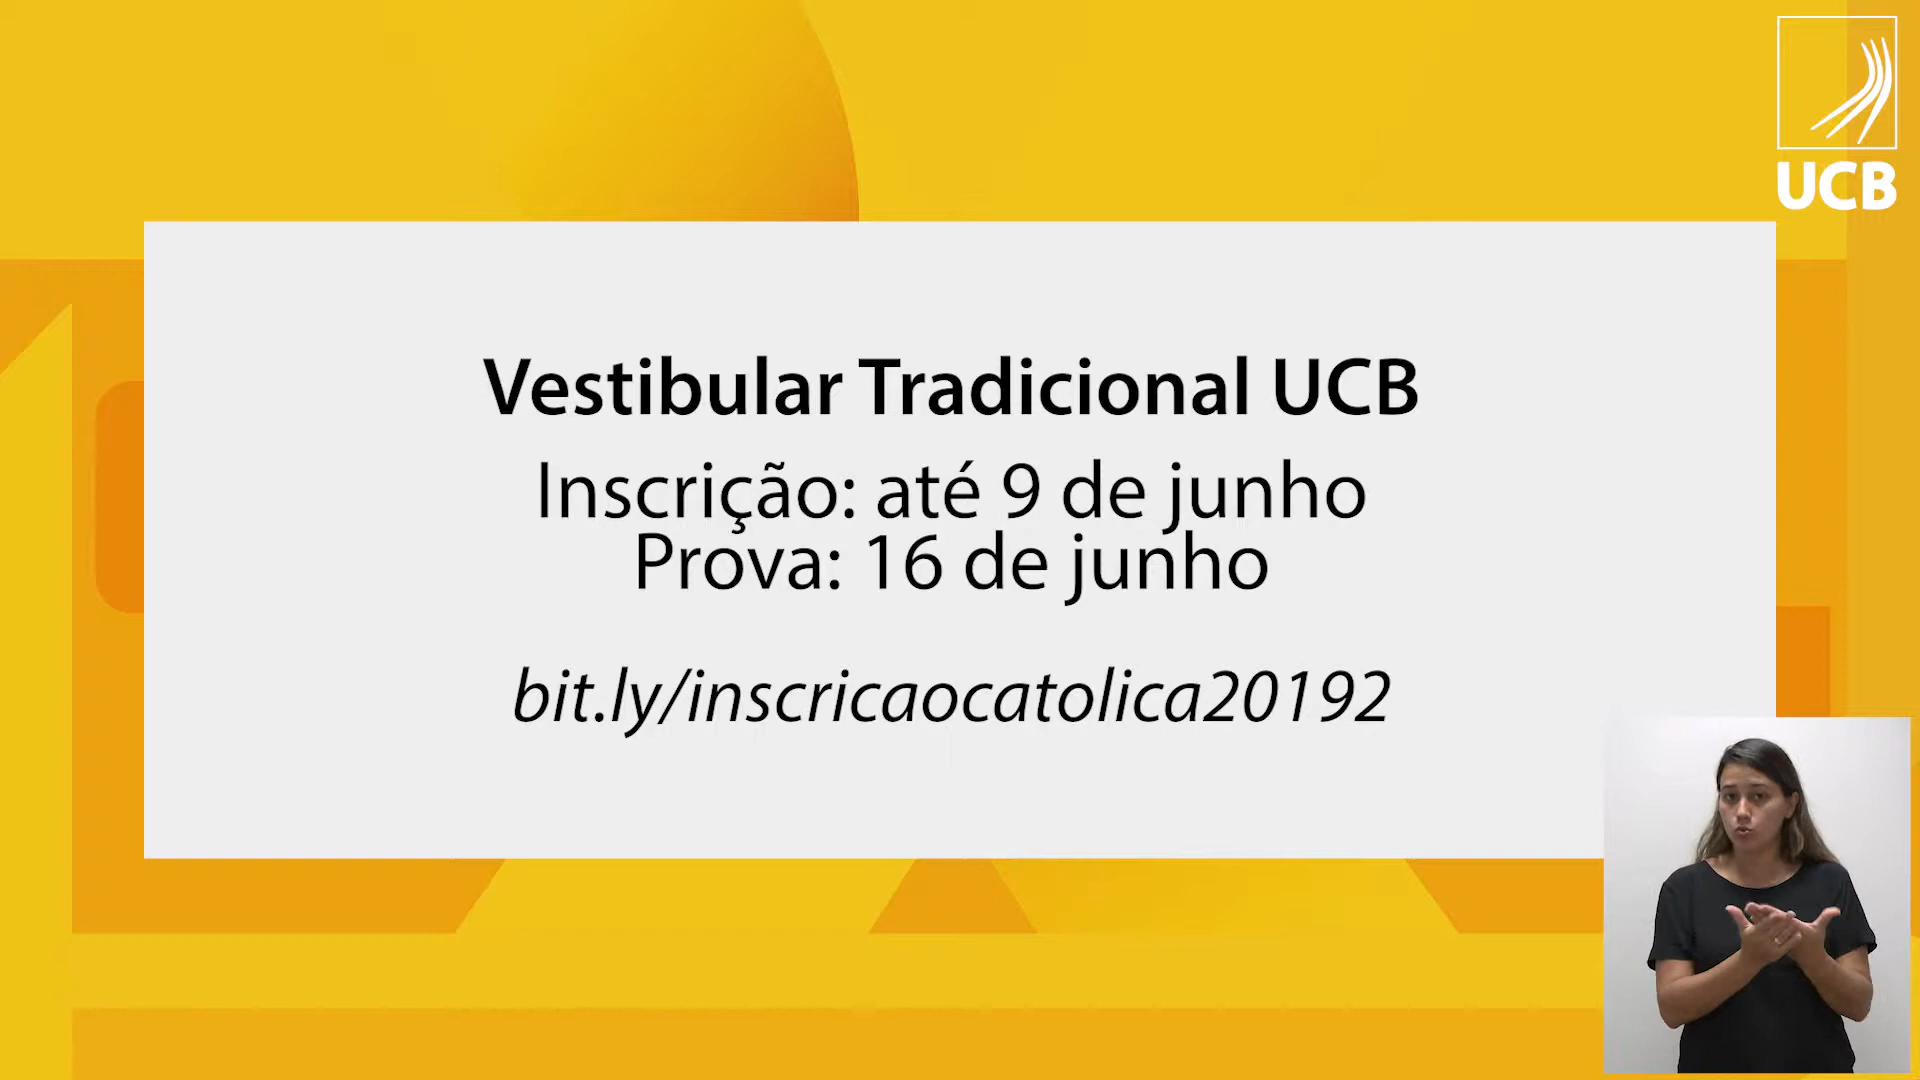 UCB
Vestibular Tradicional UCB
Inscrição: até 9 de junho
Prova: 16 de junho
bit.ly/inscricaocatolica20192